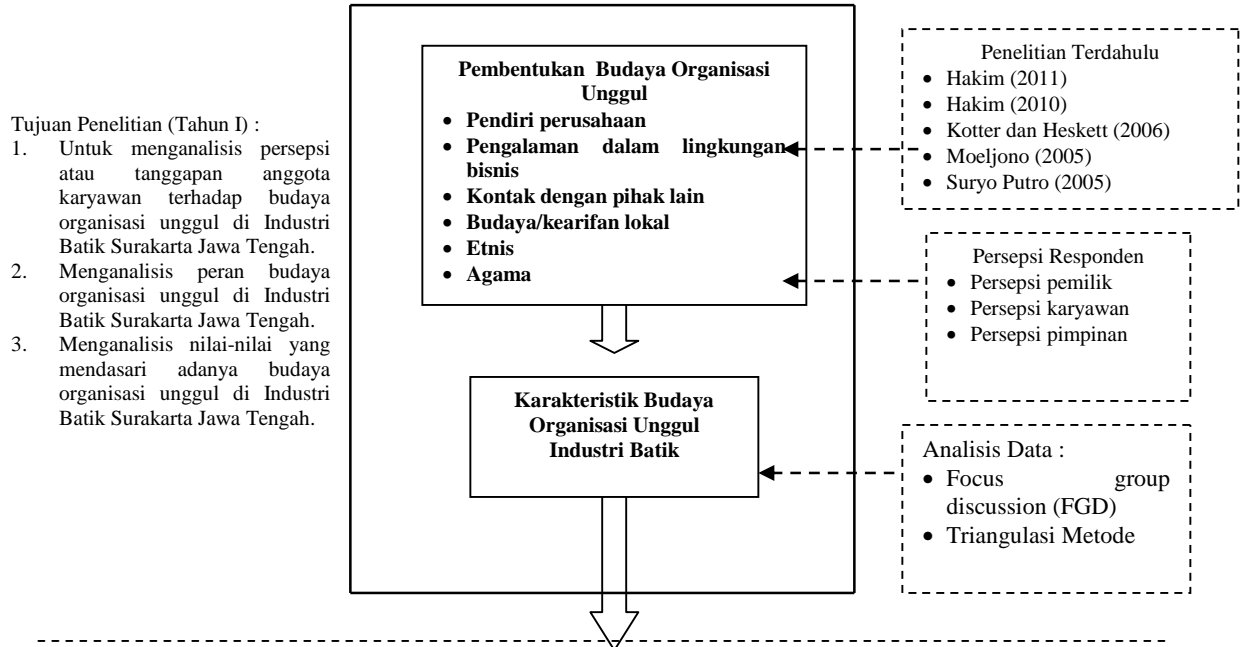 Tujuan Penelitian (Tahun I) :
1. Untuk menganalisis persepsi
atau tanggapan anggota
karyawan terhadap budaya
organisasi unggul di Industri
Batik Surakarta Jawa Tengah.
2. Menganalisis peran budaya
organisasi unggul di Industri
Batik Surakarta Jawa Tengah.
3. Menganalisis nilai-nilai yang
mendasari adanya budaya
organisasi unggul di Industri
Batik Surakarta Jawa Tengah.
Pembentukan Budaya Organisasi
Unggul
• Pendiri perusahaan
• Pengalaman dalam lingkungan
bisnis
• Kontak dengan pihak lain
• Budaya/kearifan lokal
• Etnis
• Agama
Karakteristik Budaya
Organisasi Unggul
Industri Batik
Penelitian Terdahulu
• Hakim (2011)
• Hakim (2010)
• Kotter dan Heskett (2006)
• Moeljono (2005)
• Suryo Putro (2005)
Persepsi Responden
• Persepsi pemilik
• Persepsi karyawan
• Persepsi pimpinan
Analisis Data :
• Focus group
discussion (FGD)
• Triangulasi Metode